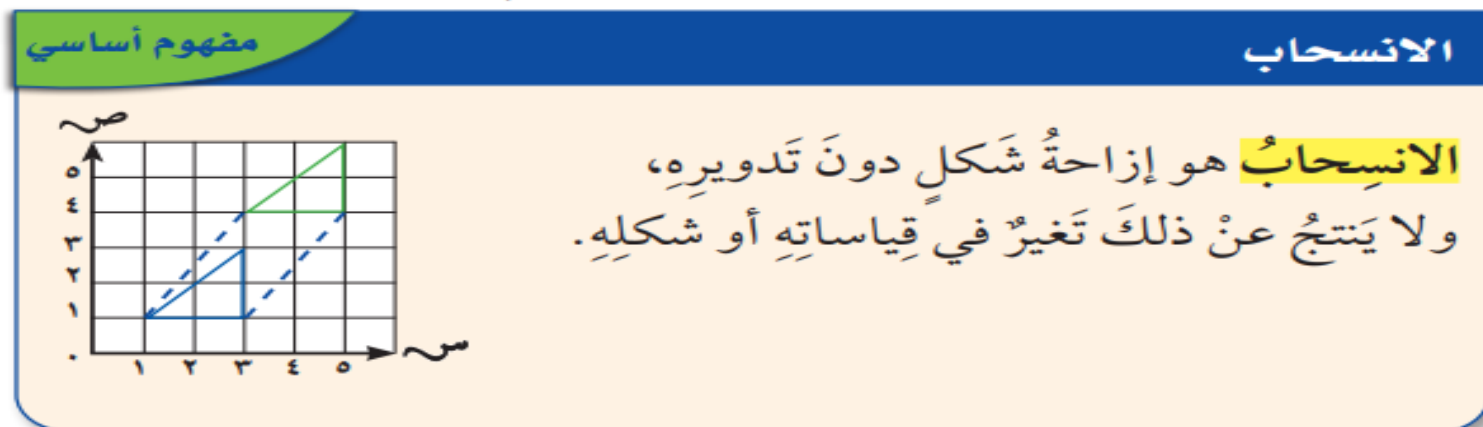 الانسحاب
مفهوم أساسي
الانسِحابُ هو إزاحةُ شَكلٍ دونَ تَدويرِهِ،
ولا يَنتجُ عنْ ذلكَ تَغيرٌ في قِياساتِهِ أو شكلِهِ.
ص
٥
٤
٣
٢
١
٠
١ ٢ ٣ ٤ ٥
س